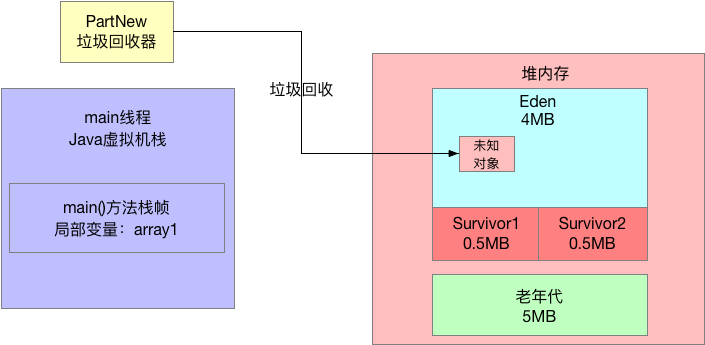 PartNew
垃圾回收器
垃圾回收
main线程
Java虚拟机栈
main()方法栈帧
局部变量：array1
堆内存
Eden
4MB
未知
对象
Survivor1
0.5MB
Survivor2
0.5MB
老年代
5MB